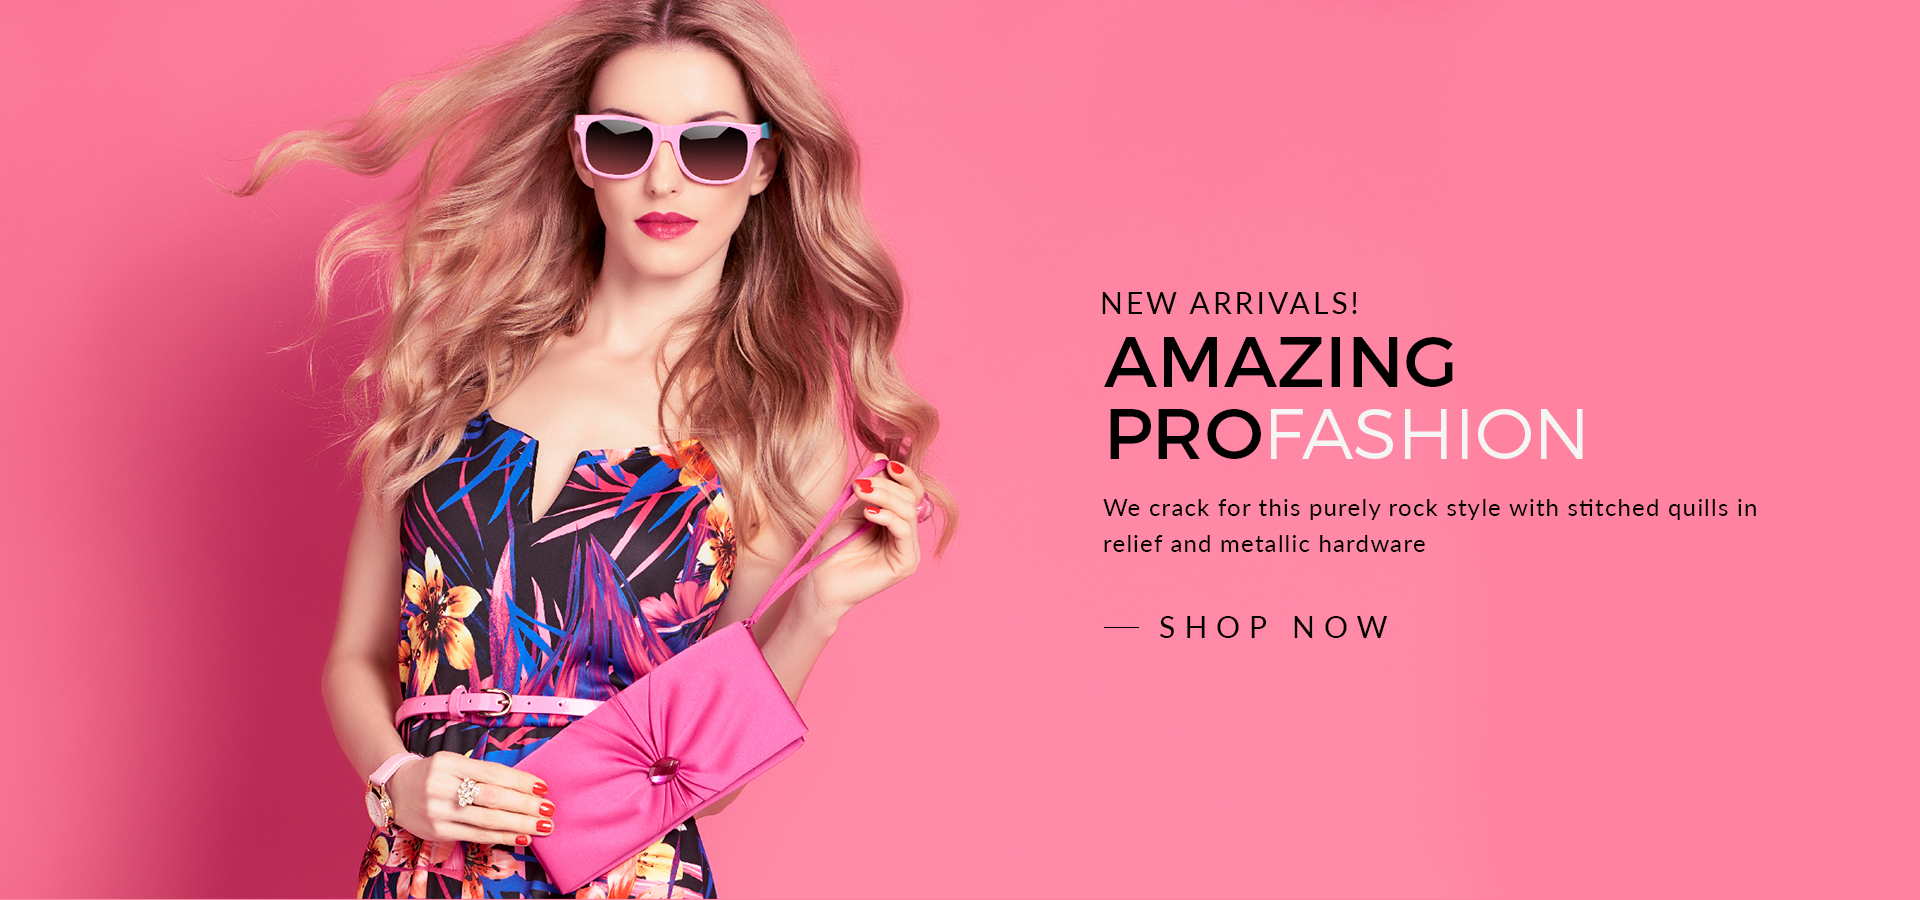 NEW ARRIVALS!
AMAZING
PROFASHION
We crack for this purely rock style with stitched quills in
relief and metallic hardware
SHOP NOW